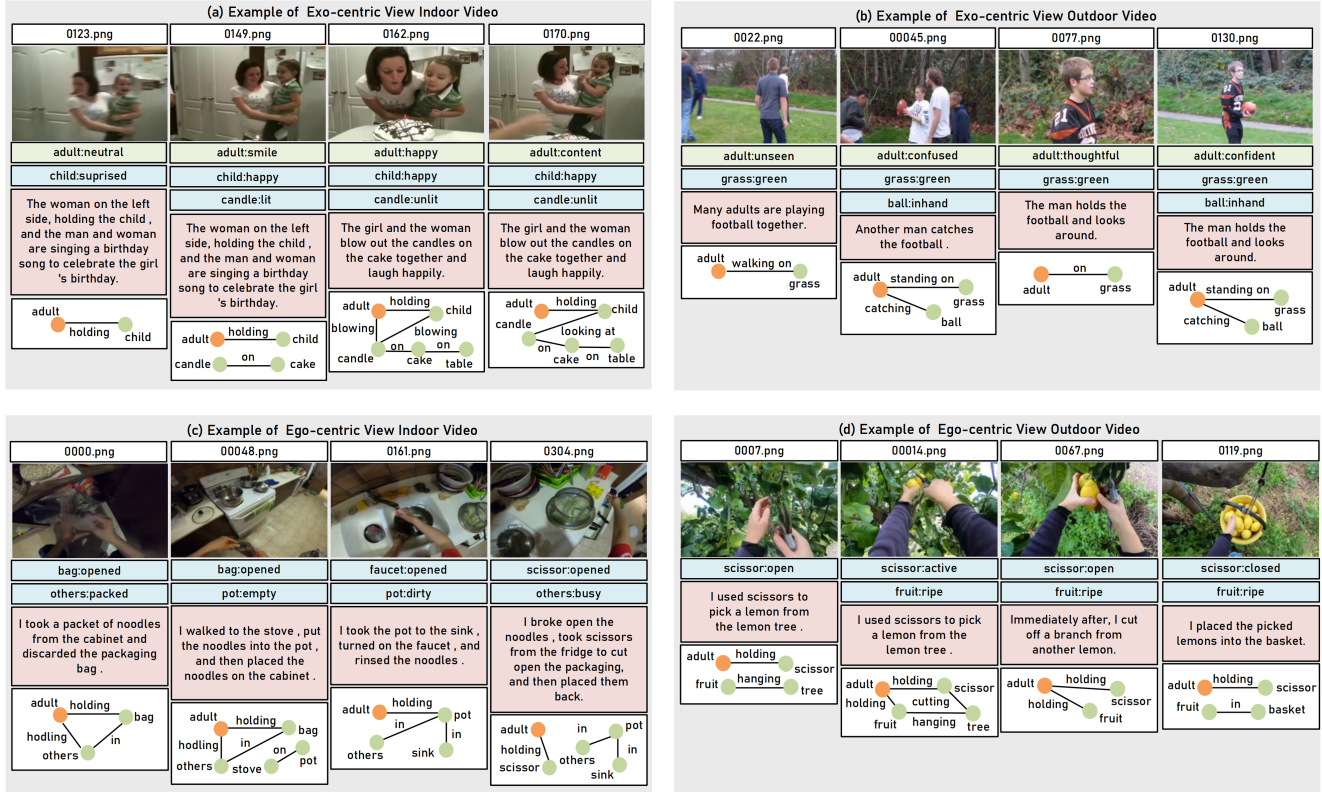 (a) Example of Exo-centric View Indoor Video
0123.png
adult:neutral
child:suprised
The woman on the left
side, holding the child ,
and the man and woman
are singing a birthday
song to celebrate the girl
's birthday.
adult
holding
child
0149.png
adult:smile
child:happy
candle:lit
The woman on the left
side, holding the child ,
and the man and woman
are singing a birthday
song to celebrate the girl
's birthday.
adult
holding
child
candle
on
cake
0162.png
adult:happy
child:happy
candle:unlit
The girl and the woman
blow out the candles on
the cake together and
laugh happily.
adult
holding
child
blowing
blowing
candle
on
cake
on
table
0170.png
adult:content
child:happy
candle:unlit
The girl and the woman
blow out the candles on
the cake together and
laugh happily.
adult
holding
child
candle
looking at
on
cake
on
table
(b) Example of Exo-centric View Outdoor Video
0022.png
adult:unseen
grass:green
Many adults are playing
football together.
adult
walking on
grass
00045.png
adult:confused
grass:green
ball:inhand
Another man catches
the football .
adult
standing on
grass
catching
ball
0077.png
21
adult:thoughtful
grass:green
The man holds the
football and looks
around.
on
adult
grass
0130.png
21
adult:confident
grass:green
ball:inhand
The man holds the
football and looks
around.
adult
standing on
grass
catching
ball
(c) Example of Ego-centric View Indoor Video
0000.png
bag:opened
others:packed
I took a packet of noodles
from the cabinet and
discarded the packaging
bag .
adult
holding
bag
hodling
in
others
00048.png
bag:opened
pot:empty
I walked to the stove , put
the noodles into the pot ,
and then placed the
noodles on the cabinet .
adult
holding
bag
hodling
in
on
pot
others
stove
0161.png
faucet:opened
pot:dirty
I took the pot to the sink ,
turned on the faucet , and
rinsed the noodles .
adult
holding
pot
in
in
others
sink
0304.png
scissor:opened
others:busy
I broke open the
noodles , took scissors
from the fridge to cut
open the packaging,
and then placed them
back.
adult
in
pot
holding
in
others
scissor
sink
(d) Example of Ego-centric View Outdoor Video
0007.png
scissor:open
I used scissors to
pick a lemon from
the lemon tree .
adult
holding
scissor
fruit
hanging
tree
00014.png
scissor:active
fruit:ripe
I used scissors to pick
a lemon from the
lemon tree .
adult
holding
scissor
holding
cutting
fruit
hanging
tree
0067.png
scissor:open
fruit:ripe
Immediately after, I cut
off a branch from
another lemon.
adult
holding
scissor
holding
fruit
0119.png
scissor:closed
fruit:ripe
I placed the picked
lemons into the basket.
adult
holding
scissor
fruit
in
basket